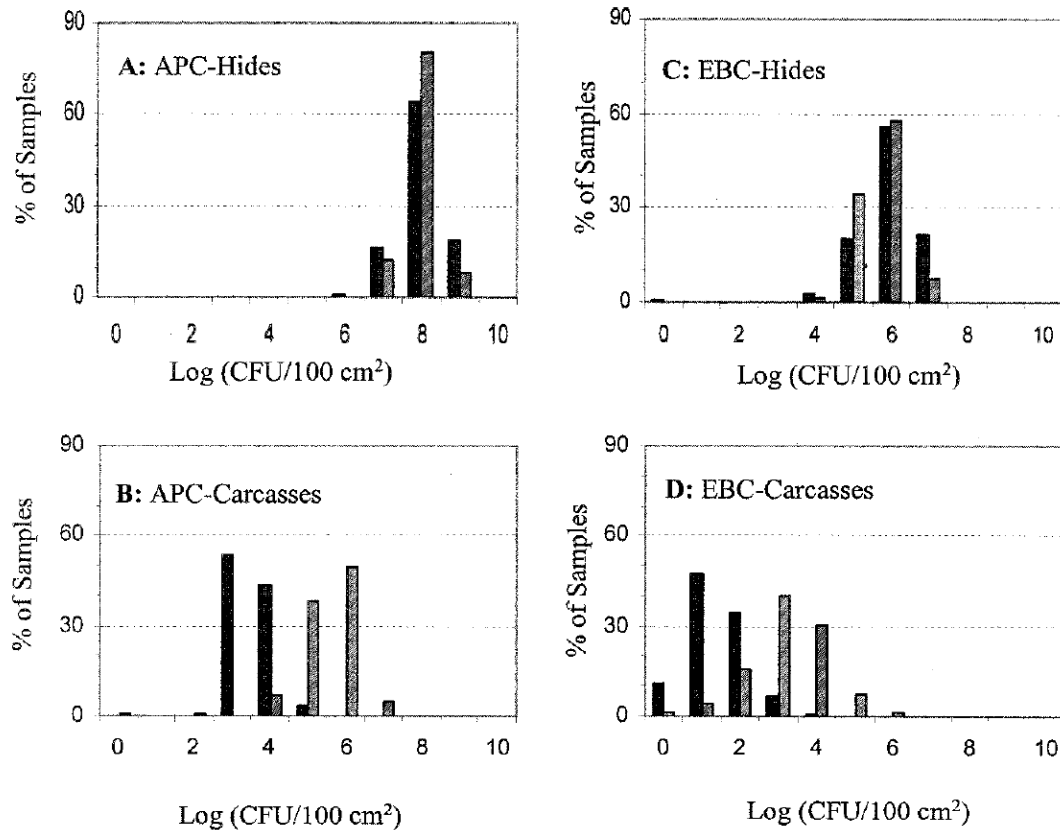 A: APC-Hides
% of Samples
90
60
30
0
0 2 4 6 8 10
Log (CFU/100 cm²)
C: EBC-Hides
% of Samples
90
60
30
0
0 2 4 6 8 10
Log (CFU/100 cm²)
B: APC-Carcasses
% of Samples
90
60
30
0
0 2 4 6 8 10
Log (CFU/100 cm²)
D: EBC-Carcasses
% of Samples
90
60
30
0
0 2 4 6 8 10
Log (CFU/100 cm²)